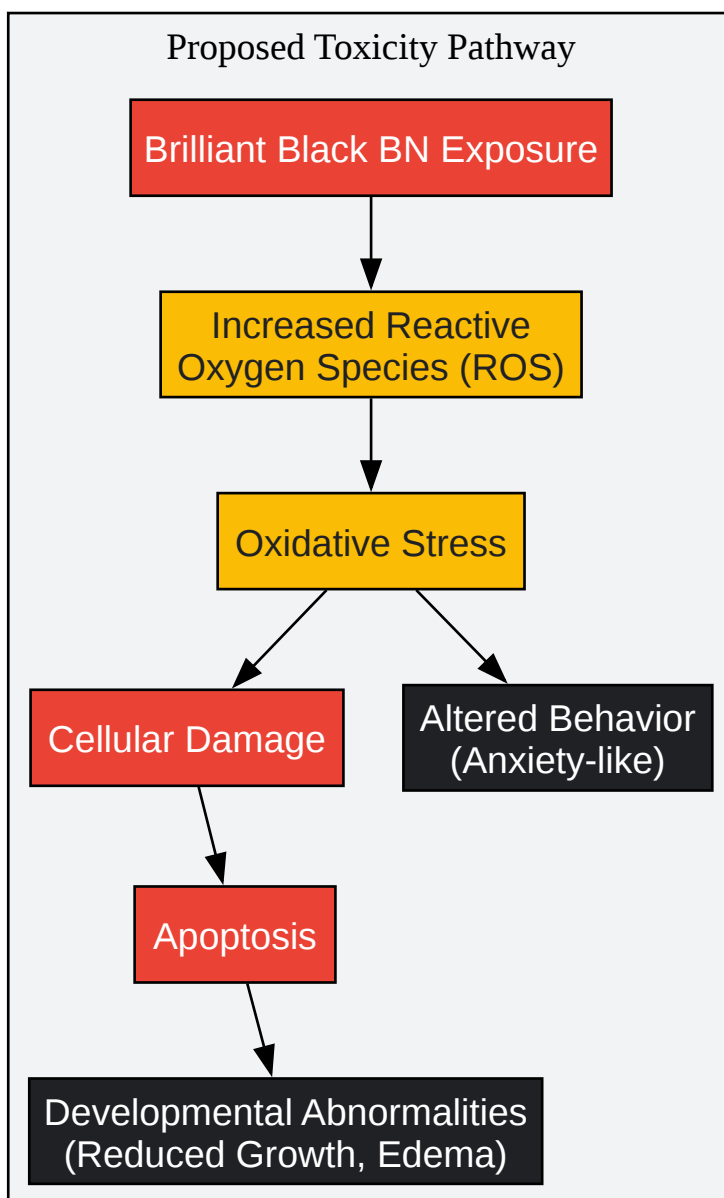 Proposed Toxicity Pathway
Brilliant Black BN Exposure
Increased Reactive
Oxygen Species (ROS)
Oxidative Stress
Cellular Damage
Altered Behavior
(Anxiety-like)
Apoptosis
Developmental Abnormalities
(Reduced Growth, Edema)